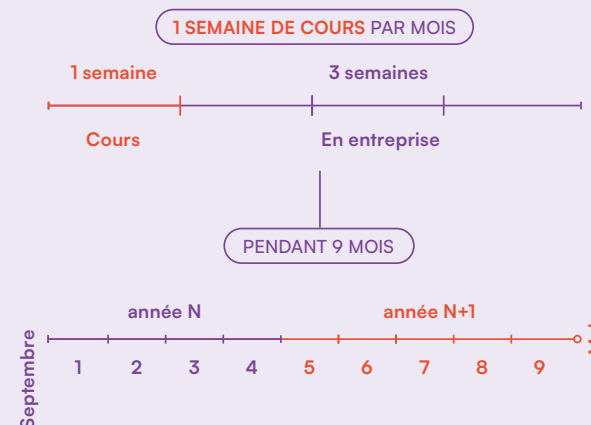 1 SEMAINE DE COURS PAR MOIS
1 semaine
3 semaines
Cours
En entreprise
PENDANT 9 MOIS
année N
année N+1
Septembre
1 2 3 4 5 6 7 8 9